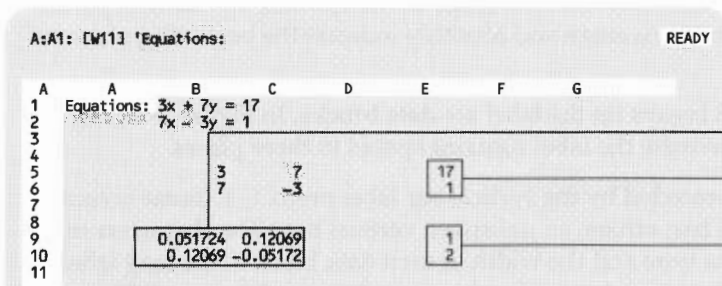 A:A1: [W11] 'Equations: READY
A A B C D E F G
1 Equations: 3x + 7y = 17
2 7x - 3y = 1
3
4
5 3 7 17
6 7 -3 1
7
8
9 0.051724 0.12069 1
10 0.12069 -0.05172 2
11